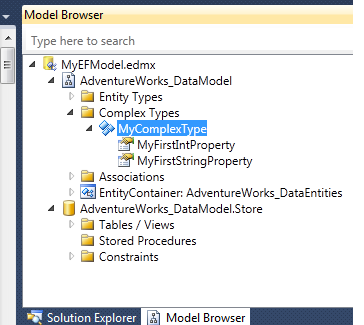 Model Browser
Type here to search
MyEFModel.edmx
AdventureWorks_DataModel
Entity Types
Complex Types
MyComplexType
MyFirstIntProperty
MyFirstStringProperty
Associations
EntityContainer: AdventureWorks_DataEntities
AdventureWorks_DataModel.Store
Tables / Views
Stored Procedures
Constraints
Solution Explorer Model Browser